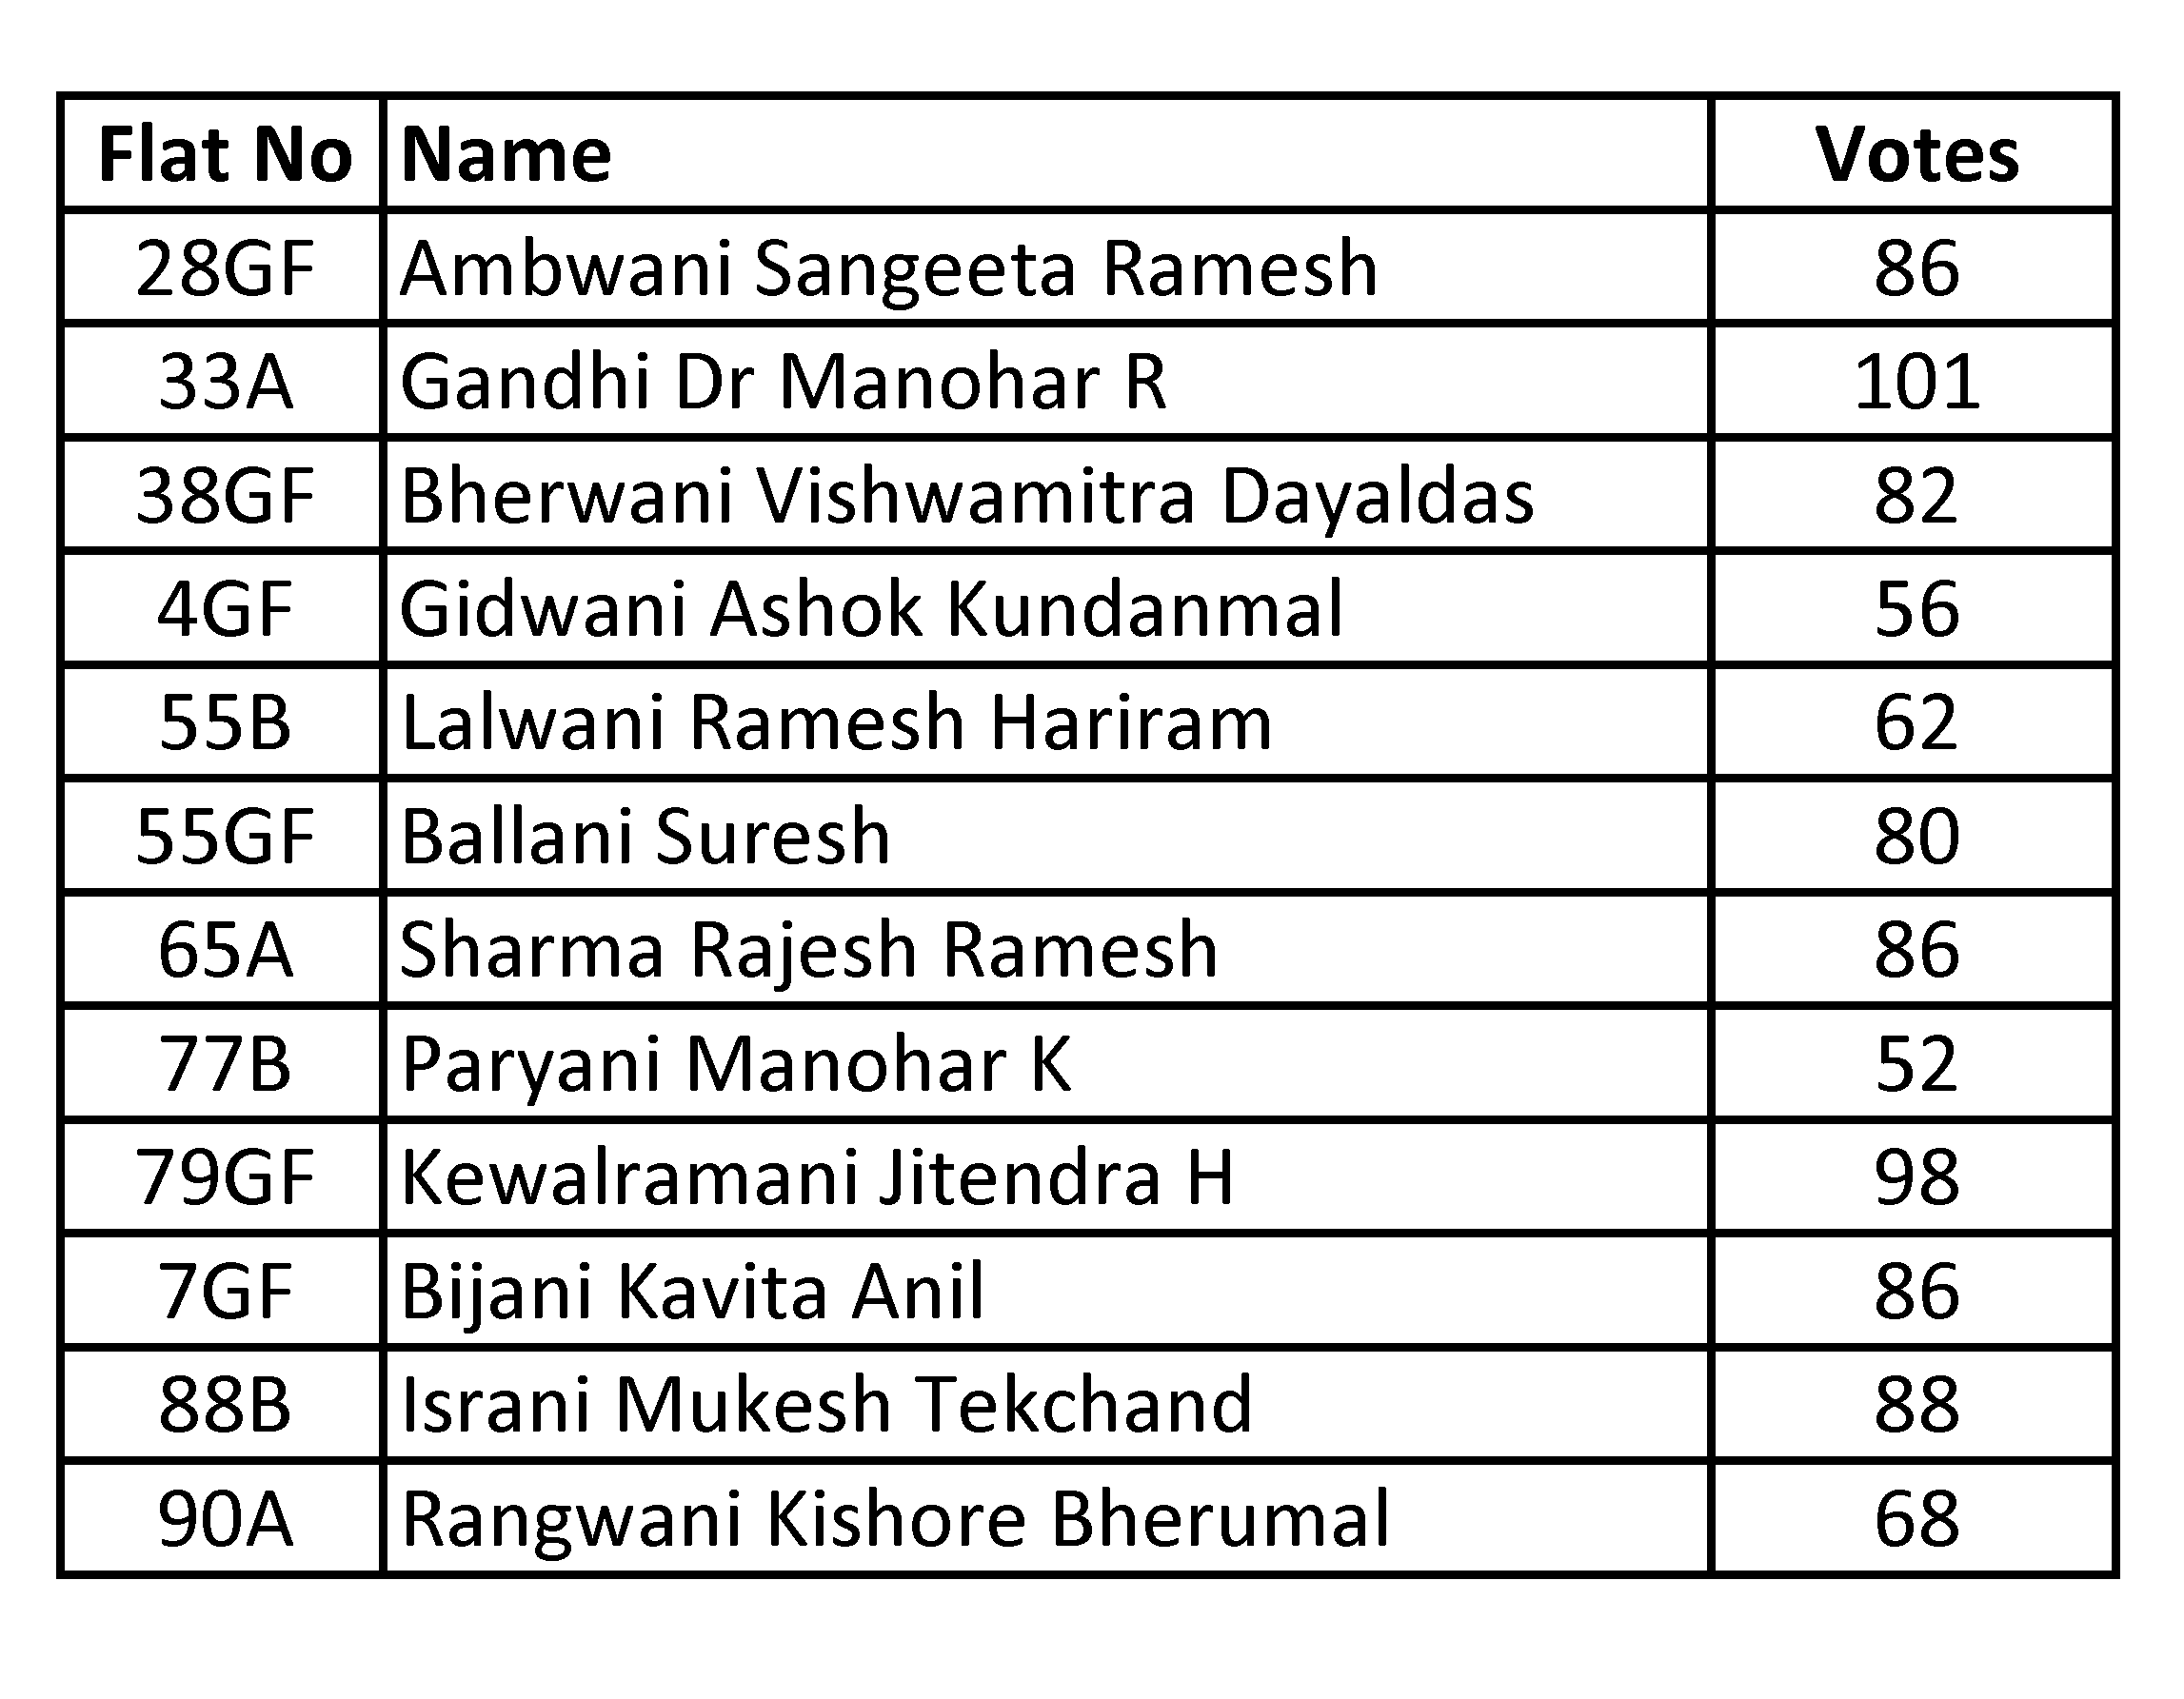 Flat No Name Votes
28GF Ambwani Sangeeta Ramesh 86
33A Gandhi Dr Manohar R 101
38GF Bherwani Vishwamitra Dayaldas 82
4GF Gidwani Ashok Kundanmal 56
55B Lalwani Ramesh Hariram 62
55GF Ballani Suresh 80
65A Sharma Rajesh Ramesh 86
77B Paryani Manohar K 52
79GF Kewalramani Jitendra H 98
7GF Bijani Kavita Anil 86
88B Israni Mukesh Tekchand 88
90A Rangwani Kishore Bherumal 68